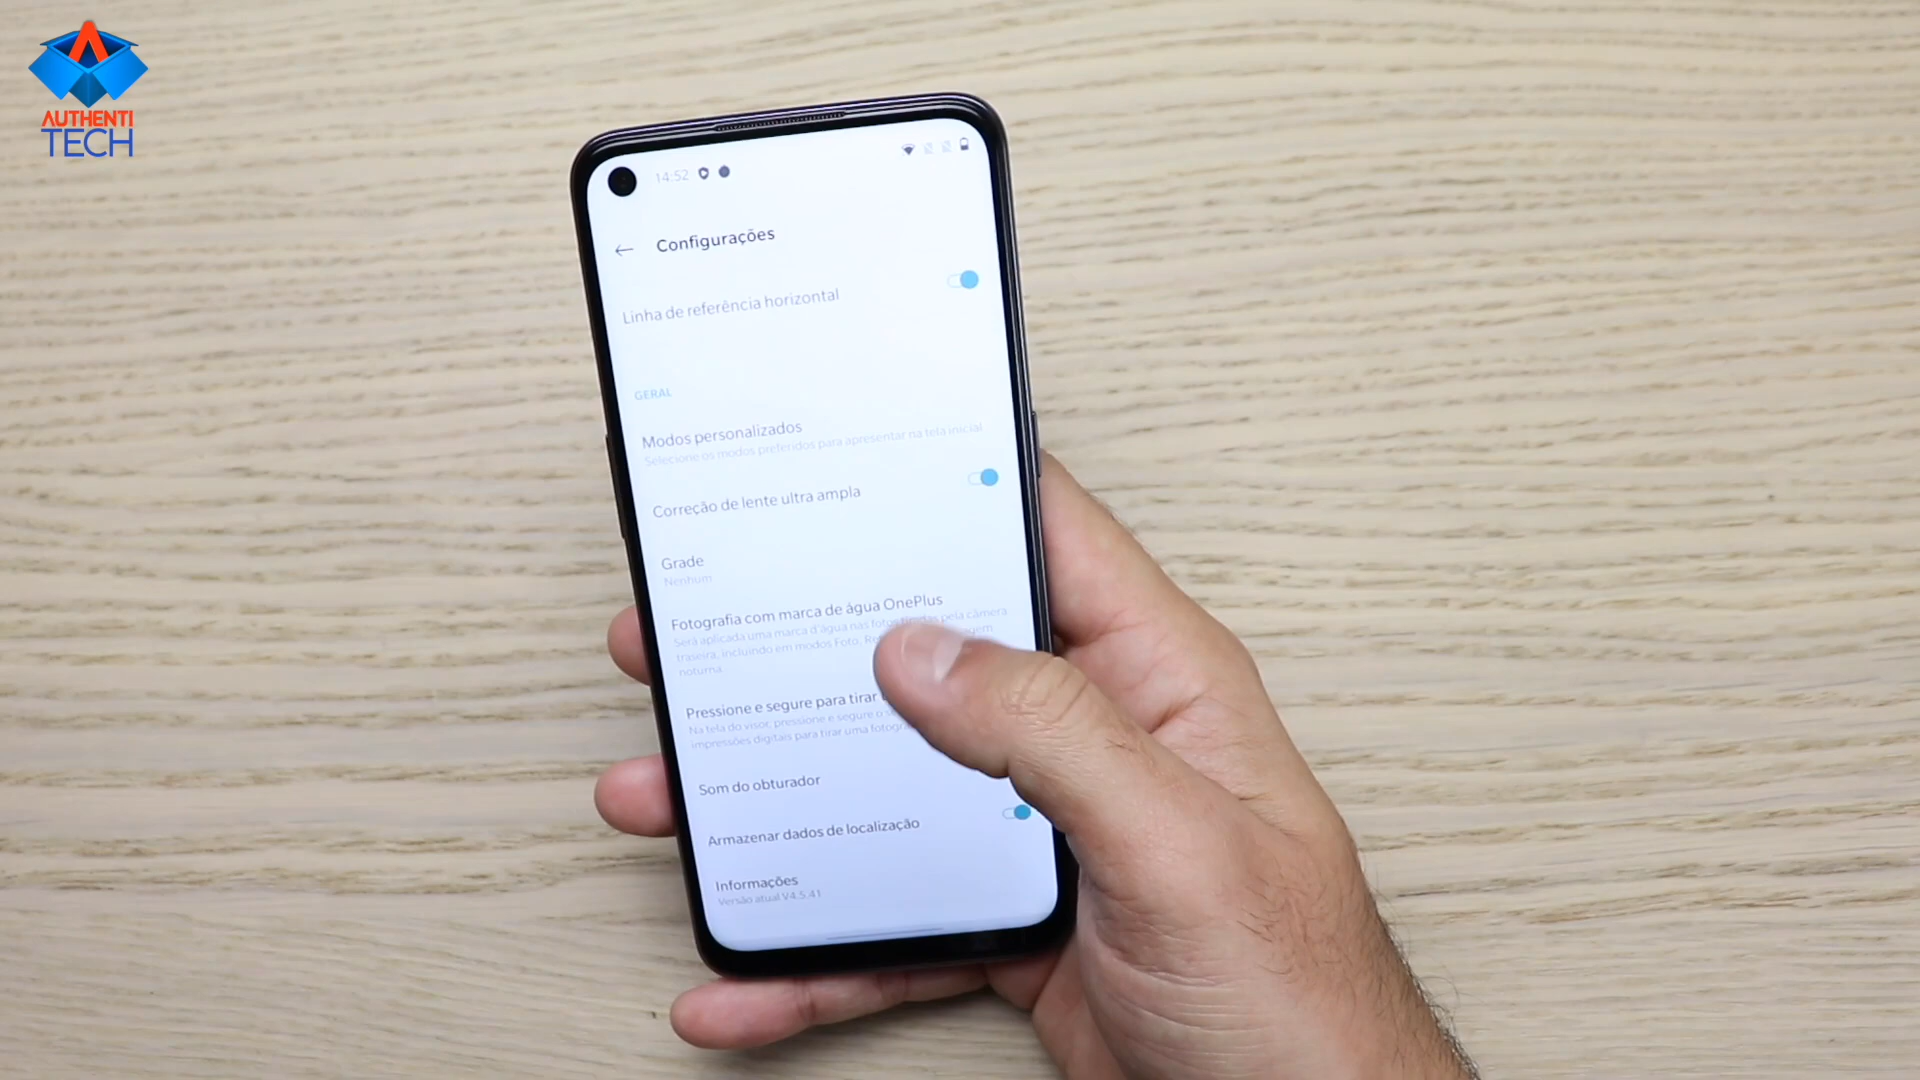 AUTHENTI
TECH
14:52
Configurações
Linha de referência horizontal
GERAL
Modos personalizados
Selecione os modos preferidos para apresentar na tela inicial
Correção de lente ultra ampla
Grade
Nenhum
Fotografia com marca de água OnePlus
Será aplicada uma marca d'água nas fotos tiradas pela câmera
traseira, incluindo em modos Foto,
noturna.
Pressione e segure para tirar
Na tela do visor, pressione e segure o
impressões digitais para tirar uma
Som do obturador
Armazenar dados de localização
Informações
Versão atual V4.5.41